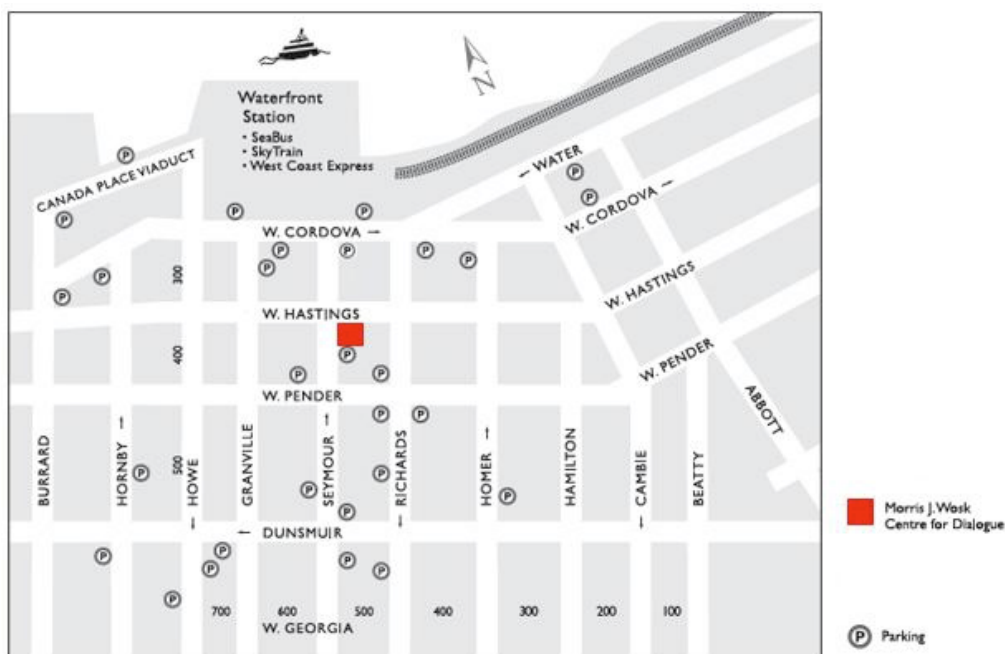 N
Waterfront
Station
• SeaBus
• SkyTrain
• West Coast Express
← WATER
CANADA PLACE VIADUCT
P
P
P
P
P
P
W. CORDOVA →
W. CORDOVA →
P
P
P
P
P
P
P
P
300
W. HASTINGS
W. HASTINGS
400
P
P
P
W. PENDER
W. PENDER
P
P
ABBOTT
BURRARD
HORNBY →
500
HOWE
GRANVILLE
SEYMOUR →
RICHARDS
HOMER →
HAMILTON
CAMBIE
BEATTY
P
P
P
P
P
← DUNSMUIR
Morris J. Wosk
Centre for Dialogue
P
P
P
P
P
P
700
600
500
400
300
200
100
W. GEORGIA
P Parking